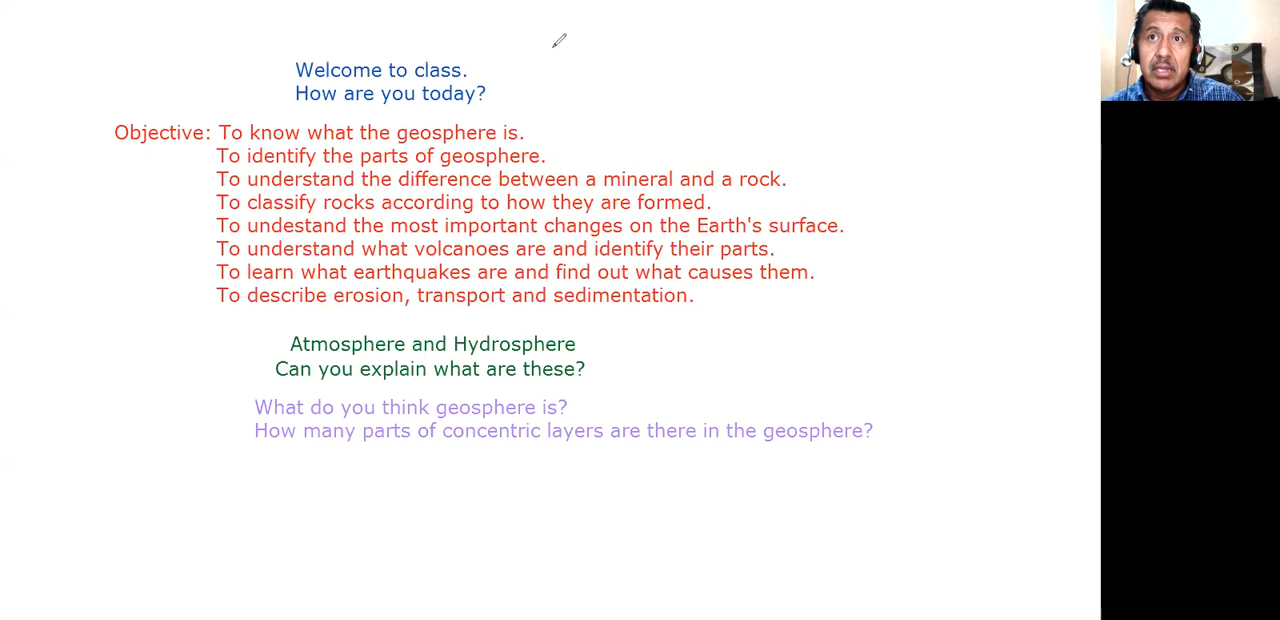 Welcome to class.
How are you today?
Objective: To know what the geosphere is.
To identify the parts of geosphere.
To understand the difference between a mineral and a rock.
To classify rocks according to how they are formed.
To undestand the most important changes on the Earth's surface.
To understand what volcanoes are and identify their parts.
To learn what earthquakes are and find out what causes them.
To describe erosion, transport and sedimentation.
Atmosphere and Hydrosphere
Can you explain what are these?
What do you think geosphere is?
How many parts of concentric layers are there in the geosphere?